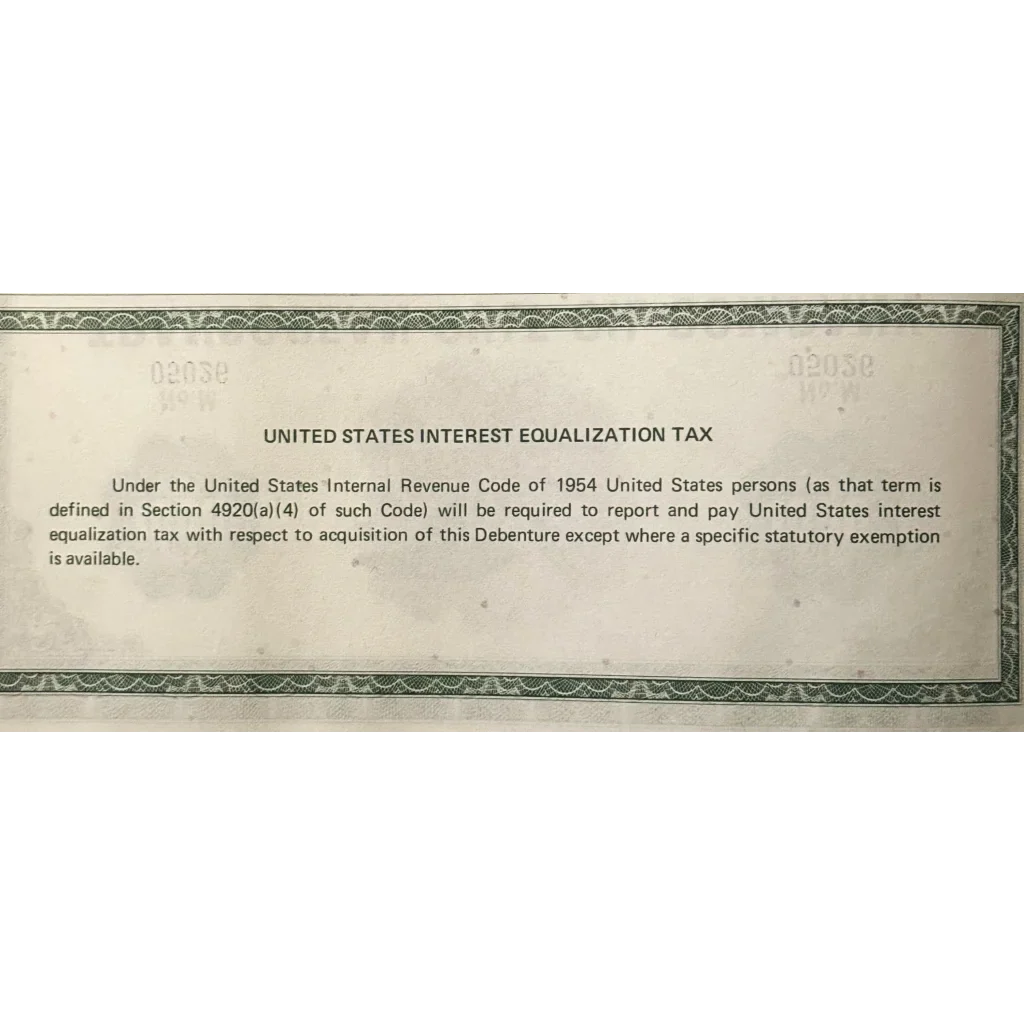 UNITED STATES INTEREST EQUALIZATION TAX
Under the United States Internal Revenue Code of 1954 United States persons (as that term is
defined in Section 4920(a)(4) of such Code) will be required to report and pay United States interest
equalization tax with respect to acquisition of this Debenture except where a specific statutory exemption
is available.